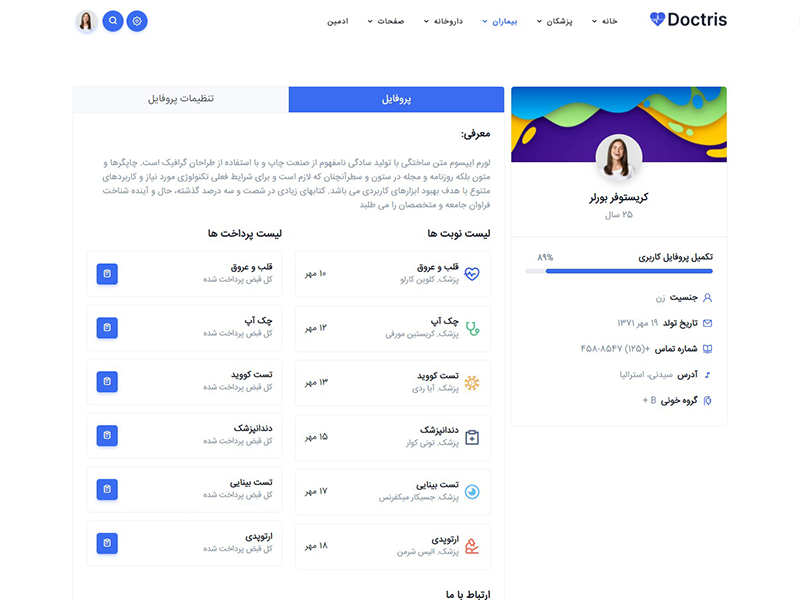 Doctris
خانه
پزشکان
بیماران
داروخانه
صفحات
ادمین
کریستوفر بورلر
۲۵ سال
تکمیل پروفایل کاربری
۸۹%
جنسیت زن
تاریخ تولد ۱۹ مهر ۱۳۷۱
شماره تماس +(۱۲۵) ۴۵۸-۸۵۴۷
آدرس سیدنی، استرالیا
گروه خونی B +
پروفایل
تنظیمات پروفایل
معرفی:
لورم ایپسوم متن ساختگی با تولید سادگی نامفهوم از صنعت چاپ و با استفاده از طراحان گرافیک است. چاپگرها و
متون بلکه روزنامه و مجله در ستون و سطرآنچنان که لازم است و برای شرایط فعلی تکنولوژی مورد نیاز و کاربردهای
متنوع با هدف بهبود ابزارهای کاربردی می باشد. کتابهای زیادی در شصت و سه درصد گذشته، حال و آینده شناخت
فراوان جامعه و متخصصان را می طلبد
لیست نوبت ها
قلب و عروق
پزشک. کلوین کارلو
۱۰ مهر
چک آپ
پزشک. کریستین مورفی
۱۲ مهر
تست کووید
پزشک. آیا ردی
۱۳ مهر
دندانپزشک
پزشک. تونی کوار
۱۵ مهر
تست بینایی
پزشک. جسیکار میکفرنس
۱۷ مهر
ارتوپدی
پزشک. الیس شرمن
۱۸ مهر
لیست پرداخت ها
قلب و عروق
کل قبض پرداخت شده
چک آپ
کل قبض پرداخت شده
تست کووید
کل قبض پرداخت شده
دندانپزشک
کل قبض پرداخت شده
تست بینایی
کل قبض پرداخت شده
ارتوپدی
کل قبض پرداخت شده
ارتباط با ما